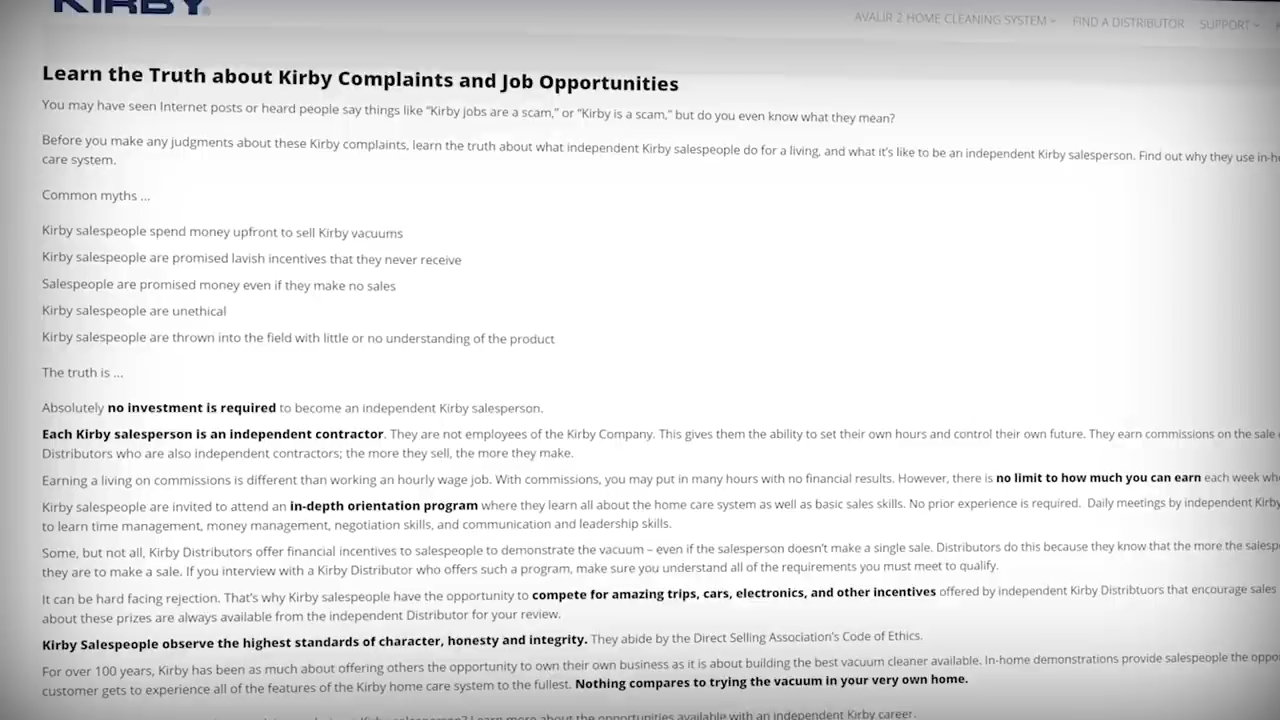 KIRBY®
AVALIR 2 HOME CLEANING SYSTEM FIND A DISTRIBUTOR SUPPORT
Learn the Truth about Kirby Complaints and Job Opportunities
You may have seen Internet posts or heard people say things like “Kirby jobs are a scam,” or “Kirby is a scam,” but do you even know what they mean?
Before you make any judgments about these Kirby complaints, learn the truth about what independent Kirby salespeople do for a living, and what it's like to be an independent Kirby salesperson. Find out why they use
care system.
Common myths ...
Kirby salespeople spend money upfront to sell Kirby vacuums
Kirby salespeople are promised lavish incentives that they never receive
Salespeople are promised money even if they make no sales
Kirby salespeople are unethical
Kirby salespeople are thrown into the field with little or no understanding of the product
The truth is ...
Absolutely no investment is required to become an independent Kirby salesperson.
Each Kirby salesperson is an independent contractor. They are not employees of the Kirby Company. This gives them the ability to set their own hours and control their own future. They earn commissions on the sale
Distributors who are also independent contractors; the more they sell, the more they make.
Earning a living on commissions is different than working an hourly wage job. With commissions, you may put in many hours with no financial results. However, there is no limit to how much you can earn each week
Kirby salespeople are invited to attend an in-depth orientation program where they learn all about the home care system as well as basic sales skills. No prior experience is required. Daily meetings by independent Kirby
to learn time management, money management, negotiation skills, and communication and leadership skills.
Some, but not all, Kirby Distributors offer financial incentives to salespeople to demonstrate the vacuum – even if the salesperson doesn't make a single sale. Distributors do this because they know that the more the
they are to make a sale. If you interview with a Kirby Distributor who offers such a program, make sure you understand all of the requirements you must meet to qualify.
It can be hard facing rejection. That's why Kirby salespeople have the opportunity to compete for amazing trips, cars, electronics, and other incentives offered by independent Kirby Distribtuors that encourage sales
about these prizes are always available from the independent Distributor for your review.
Kirby Salespeople observe the highest standards of character, honesty and integrity. They abide by the Direct Selling Association's Code of Ethics.
For over 100 years, Kirby has been as much about offering others the opportunity to own their own business as it is about building the best vacuum cleaner available. In-home demonstrations provide salespeople the
customer gets to experience all of the features of the Kirby home care system to the fullest. Nothing compares to trying the vacuum in your very own home.
Learn more about the opportunities available with an independent Kirby career.